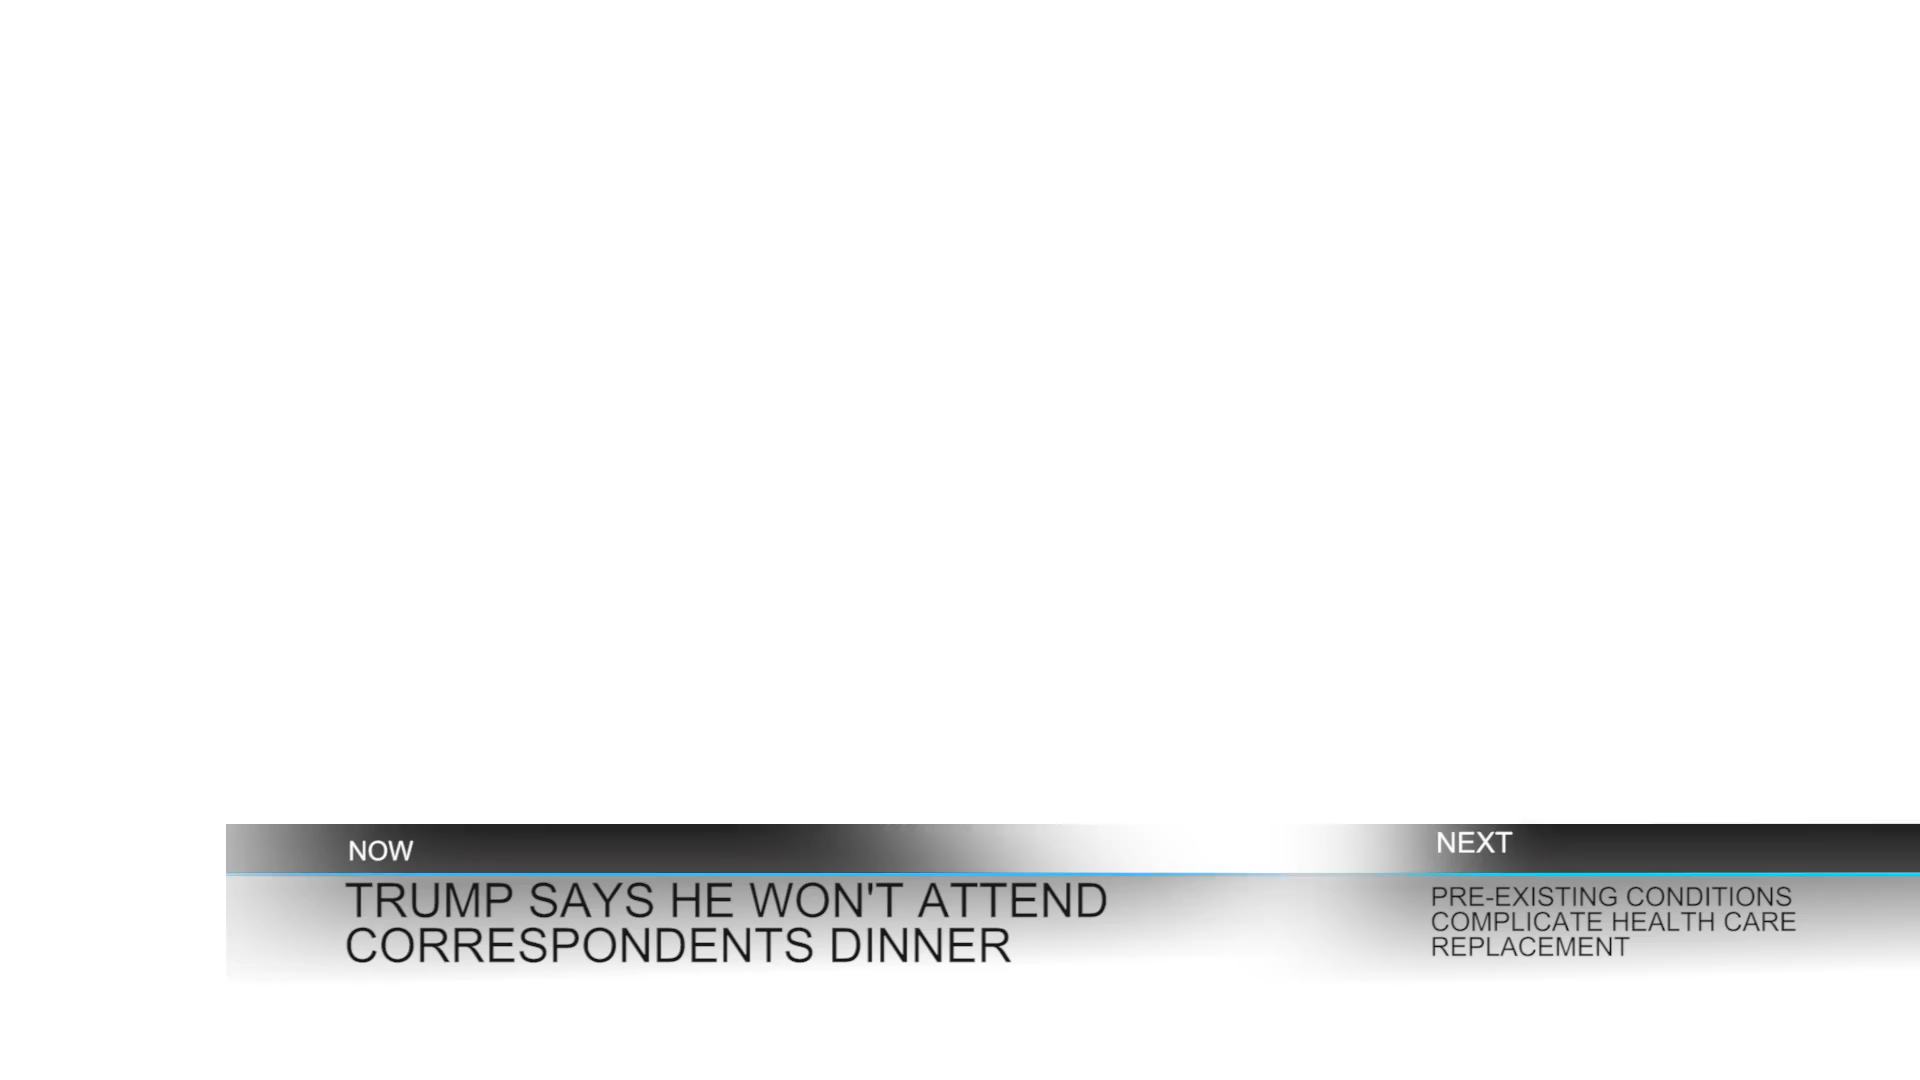 NOW
TRUMP SAYS HE WON'T ATTEND
CORRESPONDENTS DINNER
NEXT
PRE-EXISTING CONDITIONS
COMPLICATE HEALTH CARE
REPLACEMENT